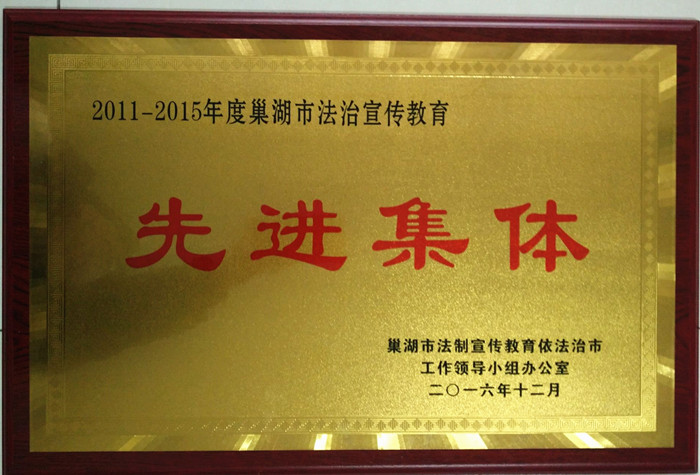 2011-2015年度巢湖市法治宣传教育
先进集体
巢湖市法制宣传教育依法治市
工作领导小组办公室
二〇一六年十二月